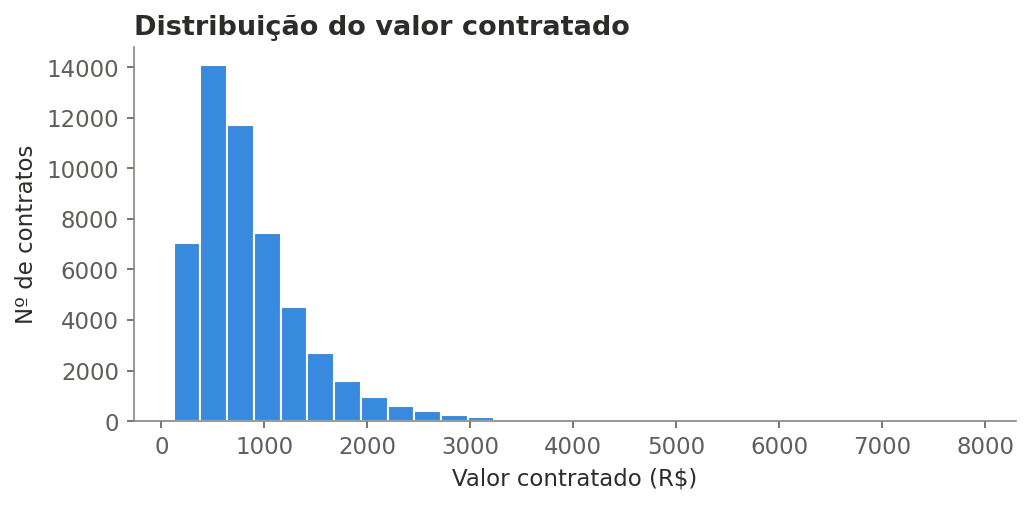 Distribuição do valor contratado
14000
12000
10000
8000
6000
4000
2000
0
Nº de contratos
0 1000 2000 3000 4000 5000 6000 7000 8000
Valor contratado (R$)